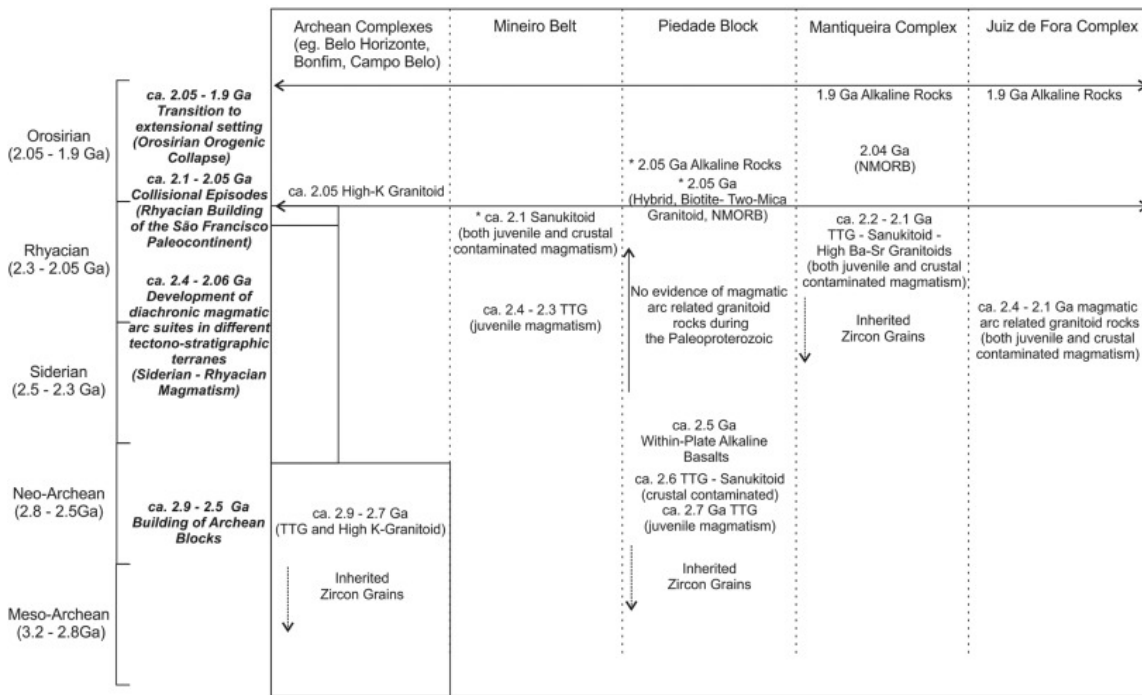 Archean Complexes
(eg. Belo Horizonte,
Bonfim, Campo Belo)
Mineiro Belt
Piedade Block
Mantiqueira Complex
Juiz de Fora Complex
Orosirian
(2.05 - 1.9 Ga)
Rhyacian
(2.3 - 2.05 Ga)
Siderian
(2.5 - 2.3 Ga)
Neo-Archean
(2.8 - 2.5Ga)
Meso-Archean
(3.2 - 2.8Ga)
ca. 2.05 - 1.9 Ga
Transition to
extensional setting
(Orosirian Orogenic
Collapse)
ca. 2.1 - 2.05 Ga
Collisional Episodes
(Rhyacian Building
of the São Francisco
Paleocontinent)
ca. 2.4 - 2.06 Ga
Development of
diachronic magmatic
arc suites in different
tectono-stratigraphic
terranes
(Siderian - Rhyacian
Magmatism)
ca. 2.9 - 2.5 Ga
Building of Archean
Blocks
ca. 2.05 High-K Granitoid
ca. 2.9 - 2.7 Ga
(TTG and High K-Granitoid)
Inherited
Zircon Grains
* ca. 2.1 Sanukitoid
(both juvenile and crustal
contaminated magmatism)
ca. 2.4 - 2.3 TTG
(juvenile magmatism)
* 2.05 Ga Alkaline Rocks
* 2.05 Ga
(Hybrid, Biotite- Two-Mica
Granitoid, NMORB)
No evidence of magmatic
arc related granitoid
rocks during
the Paleoproterozoic
ca. 2.5 Ga
Within-Plate Alkaline
Basalts
ca. 2.6 TTG - Sanukitoid
(crustal contaminated)
ca. 2.7 Ga TTG
(juvenile magmatism)
Inherited
Zircon Grains
1.9 Ga Alkaline Rocks
2.04 Ga
(NMORB)
ca. 2.2 - 2.1 Ga
TTG - Sanukitoid -
High Ba-Sr Granitoids
(both juvenile and crustal
contaminated magmatism)
Inherited
Zircon Grains
1.9 Ga Alkaline Rocks
ca. 2.4 - 2.1 Ga magmatic
arc related granitoid rocks
(both juvenile and crustal
contaminated magmatism)